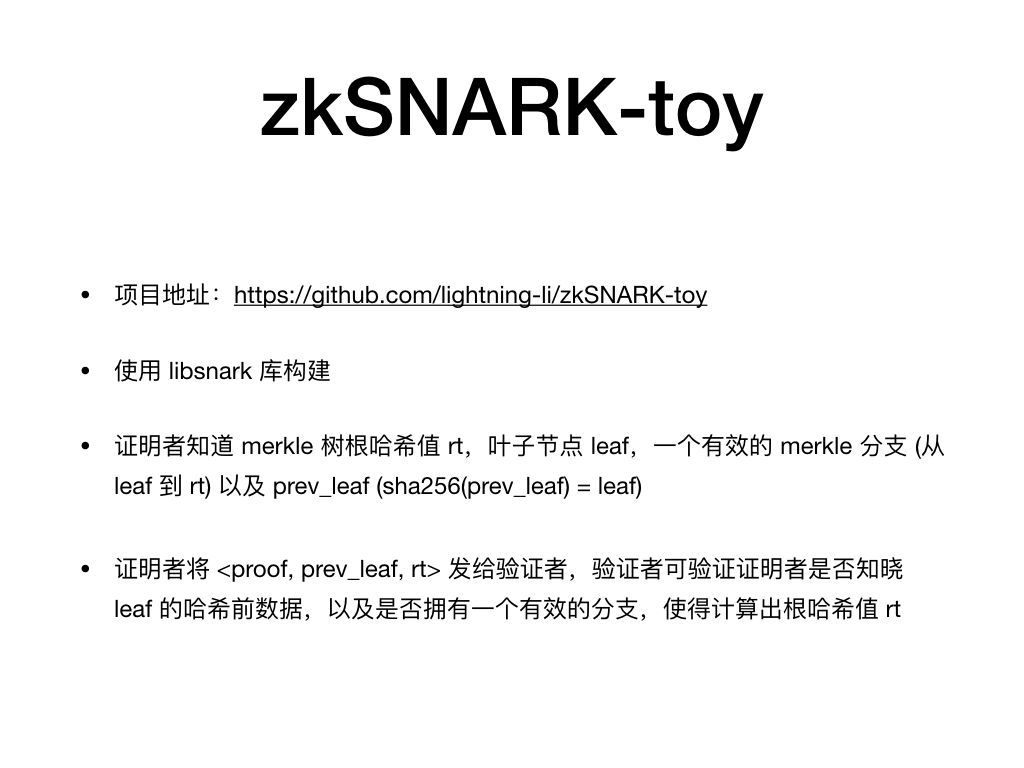 zkSNARK-toy
• 项目地址：https://github.com/lightning-li/zkSNARK-toy
• 使用 libsnark 库构建
• 证明者知道 merkle 树根哈希值 rt，叶子节点 leaf，一个有效的 merkle 分支 (从
leaf 到 rt) 以及 prev_leaf (sha256(prev_leaf) = leaf)
• 证明者将 <proof, prev_leaf, rt> 发给验证者，验证者可验证证明者是否知晓
leaf 的哈希前数据，以及是否拥有一个有效的分支，使得计算出根哈希值 rt